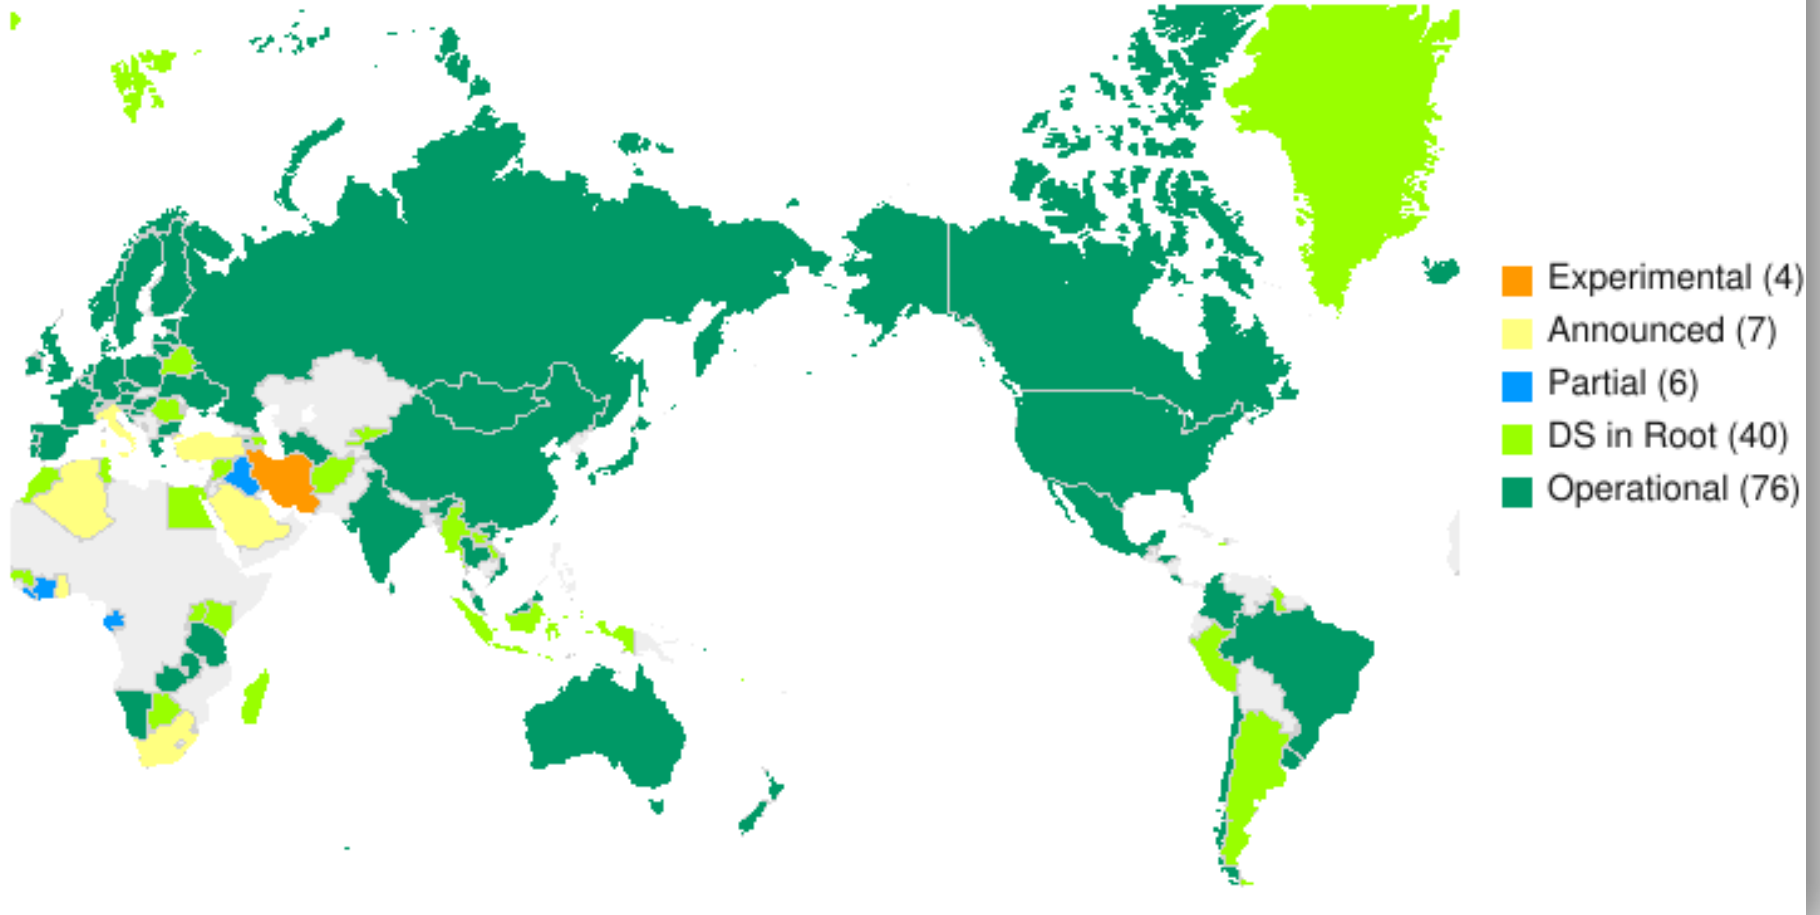 Experimental (4)
Announced (7)
Partial (6)
DS in Root (40)
Operational (76)